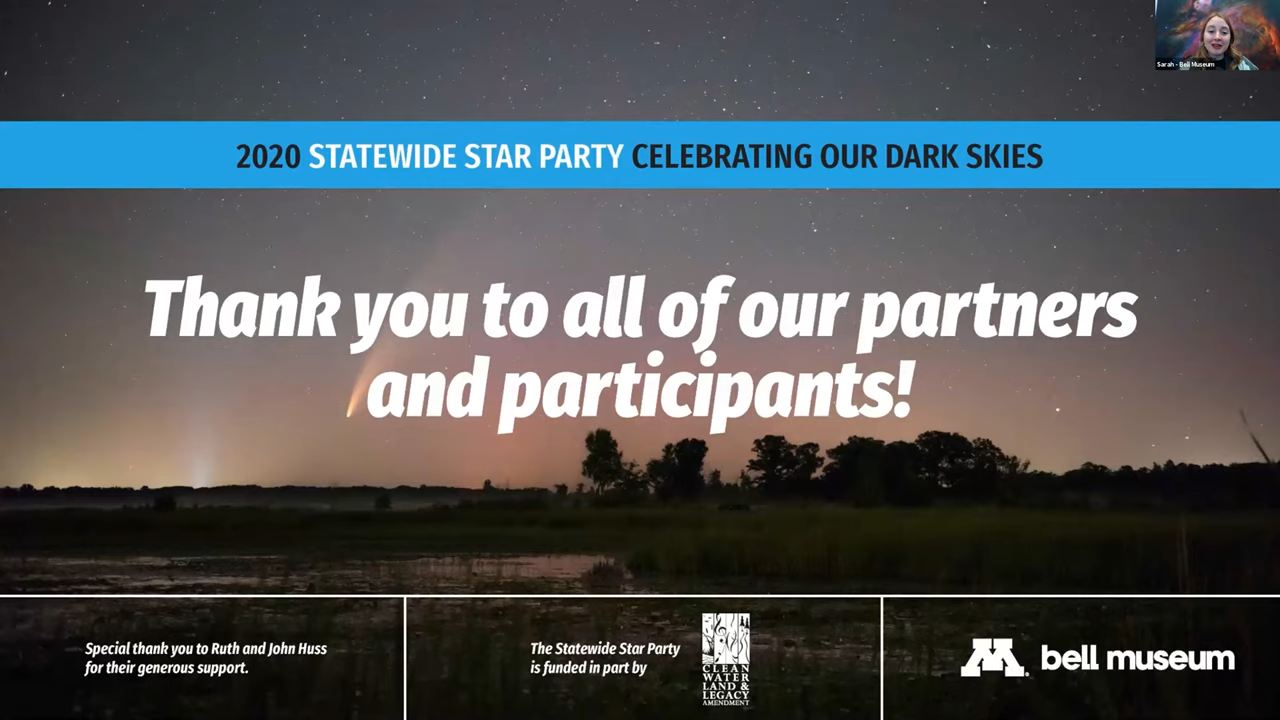 Sarah - Bell Museum
2020 STATEWIDE STAR PARTY CELEBRATING OUR DARK SKIES
Thank you to all of our partners
and participants!
Special thank you to Ruth and John Huss
for their generous support.
The Statewide Star Party
is funded in part by
CLEAN
WATER
LAND &
LEGACY
AMENDMENT
M
bell museum